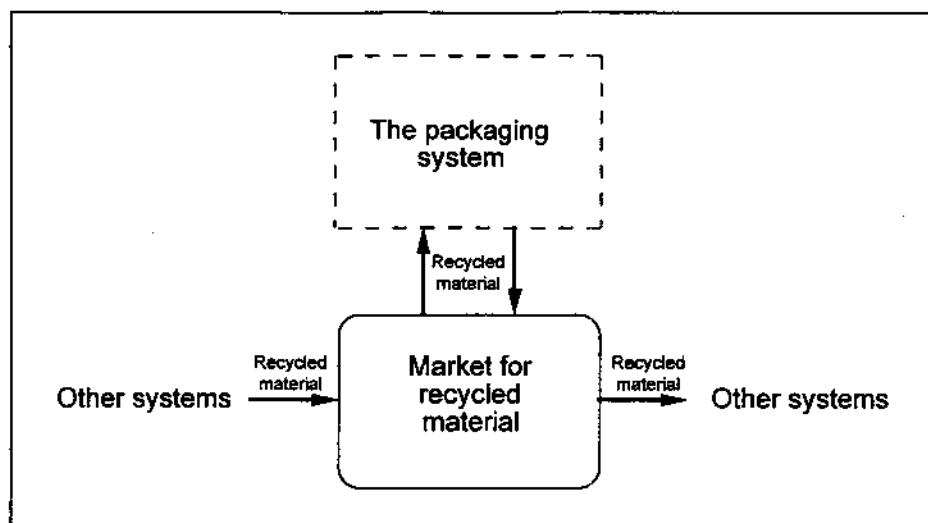 The packaging
system
Recycled
material
Market for
recycled
material
Recycled
material
Other systems
Recycled
material
Other systems